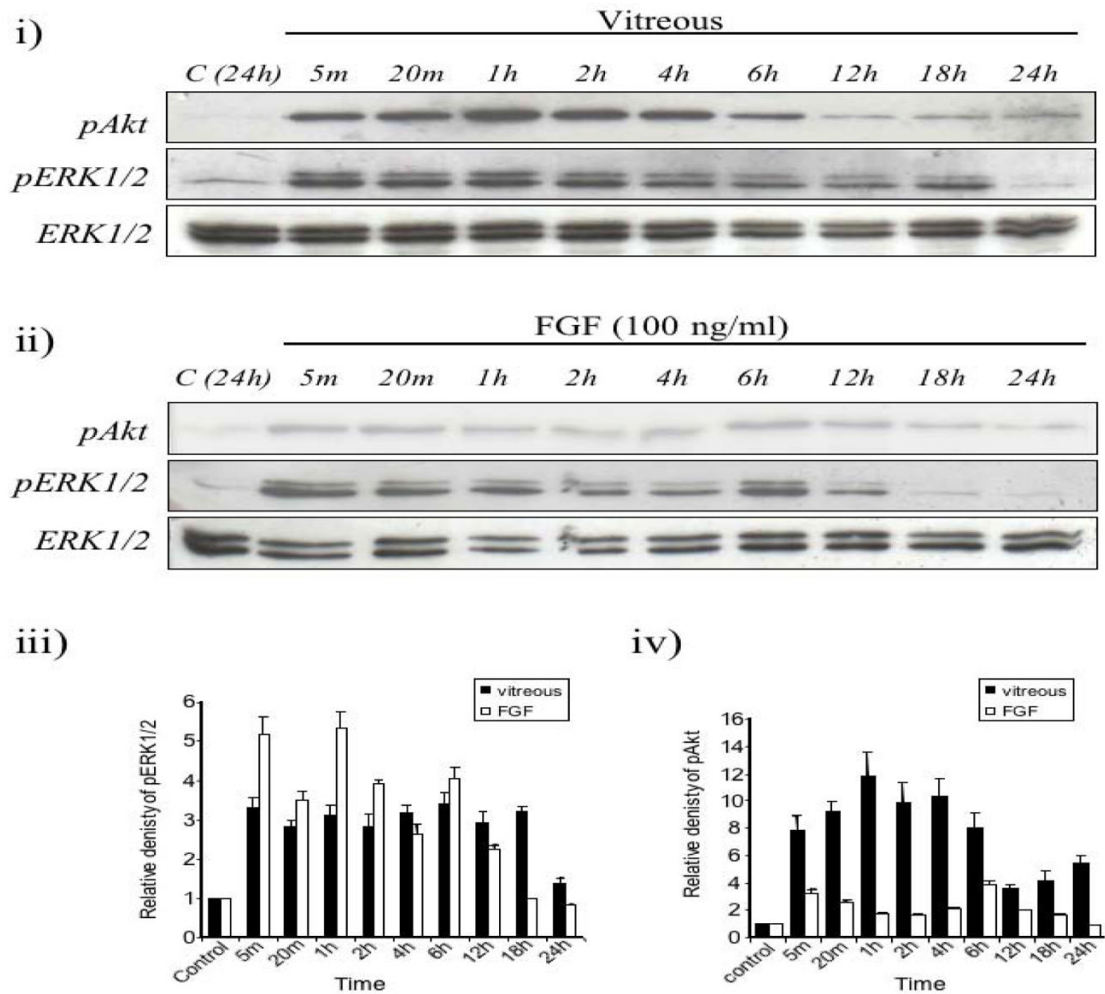 i)
Vitreous
C (24h) 5m 20m 1h 2h 4h 6h 12h 18h 24h
pAkt
pERK1/2
ERK1/2
ii)
FGF (100 ng/ml)
C (24h) 5m 20m 1h 2h 4h 6h 12h 18h 24h
pAkt
pERK1/2
ERK1/2
iii)
vitreous
FGF
Relative denisty of pERK1/2
6
5
4
3
2
1
0
Control 5m 20m 1h 2h 4h 6h 12h 18h 24h
Time
iv)
vitreous
FGF
Relative denisty of pAkt
16
14
12
10
8
6
4
2
0
control 5m 20m 1h 2h 4h 6h 12h 18h 24h
Time